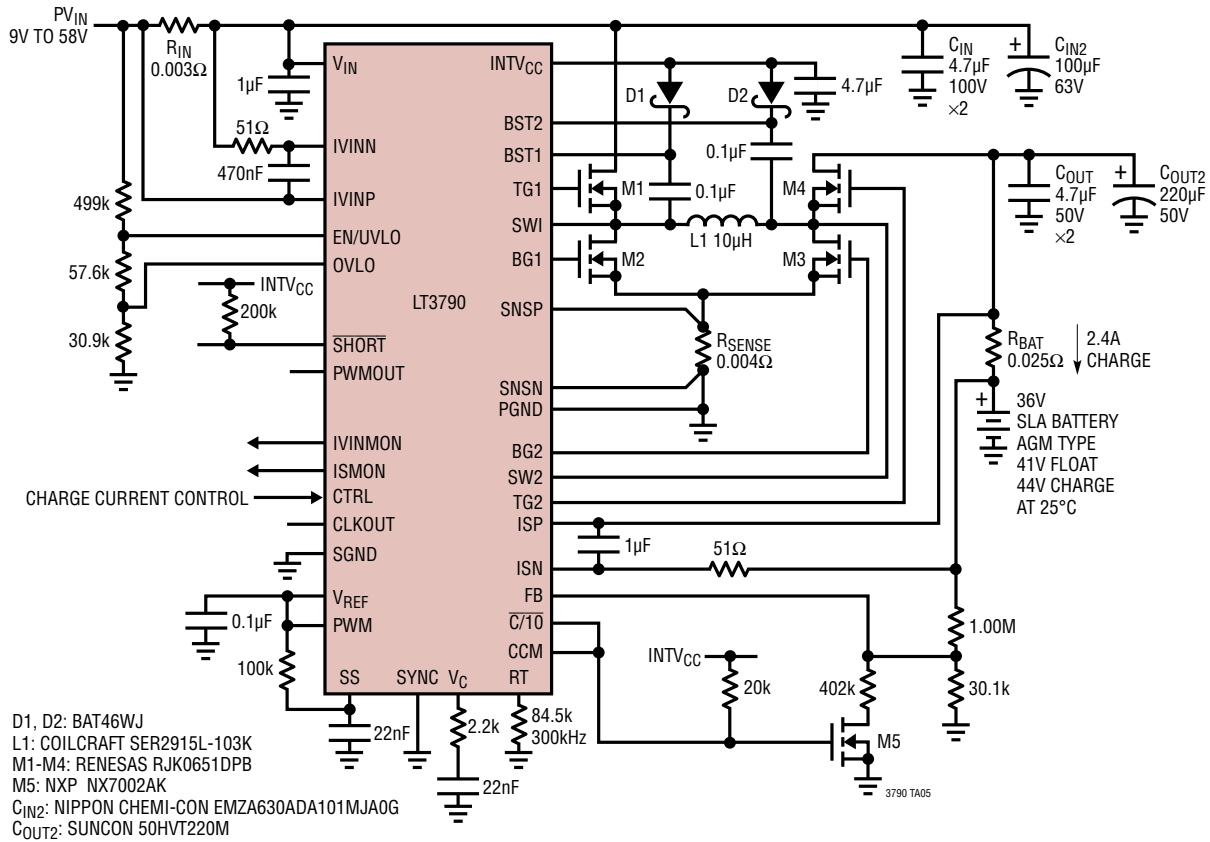 PVIN
9V TO 58V
RIN
0.003Ω
1µF
51Ω
470nF
499k
57.6k
30.9k
INTVCC
200k
VIN
IVINN
IVINP
EN/UVLO
OVLO
SHORT
PWMOUT
IVINMON
ISMON
CTRL
CHARGE CURRENT CONTROL
CLKOUT
SGND
VREF
PWM
0.1µF
100k
SS
SYNC
VC
RT
22nF
2.2k
22nF
84.5k
300kHz
LT3790
INTVCC
BST2
BST1
TG1
SWI
BG1
SNSP
SNSN
PGND
BG2
SW2
TG2
ISP
ISN
FB
C/10
CCM
D1
D2
4.7µF
0.1µF
0.1µF
M1
M4
L1 10µH
M2
M3
RSENSE
0.004Ω
CIN
4.7µF
100V
×2
+
CIN2
100µF
63V
COUT
4.7µF
50V
×2
+
COUT2
220µF
50V
RBAT
0.025Ω
2.4A
CHARGE
+
36V
SLA BATTERY
AGM TYPE
41V FLOAT
44V CHARGE
AT 25°C
1µF
51Ω
1.00M
30.1k
402k
INTVCC
20k
M5
3790 TA05
D1, D2: BAT46WJ
L1: COILCRAFT SER2915L-103K
M1-M4: RENESAS RJK0651DPB
M5: NXP NX7002AK
CIN2: NIPPON CHEMI-CON EMZA630ADA101MJA0G
COUT2: SUNCON 50HVT220M